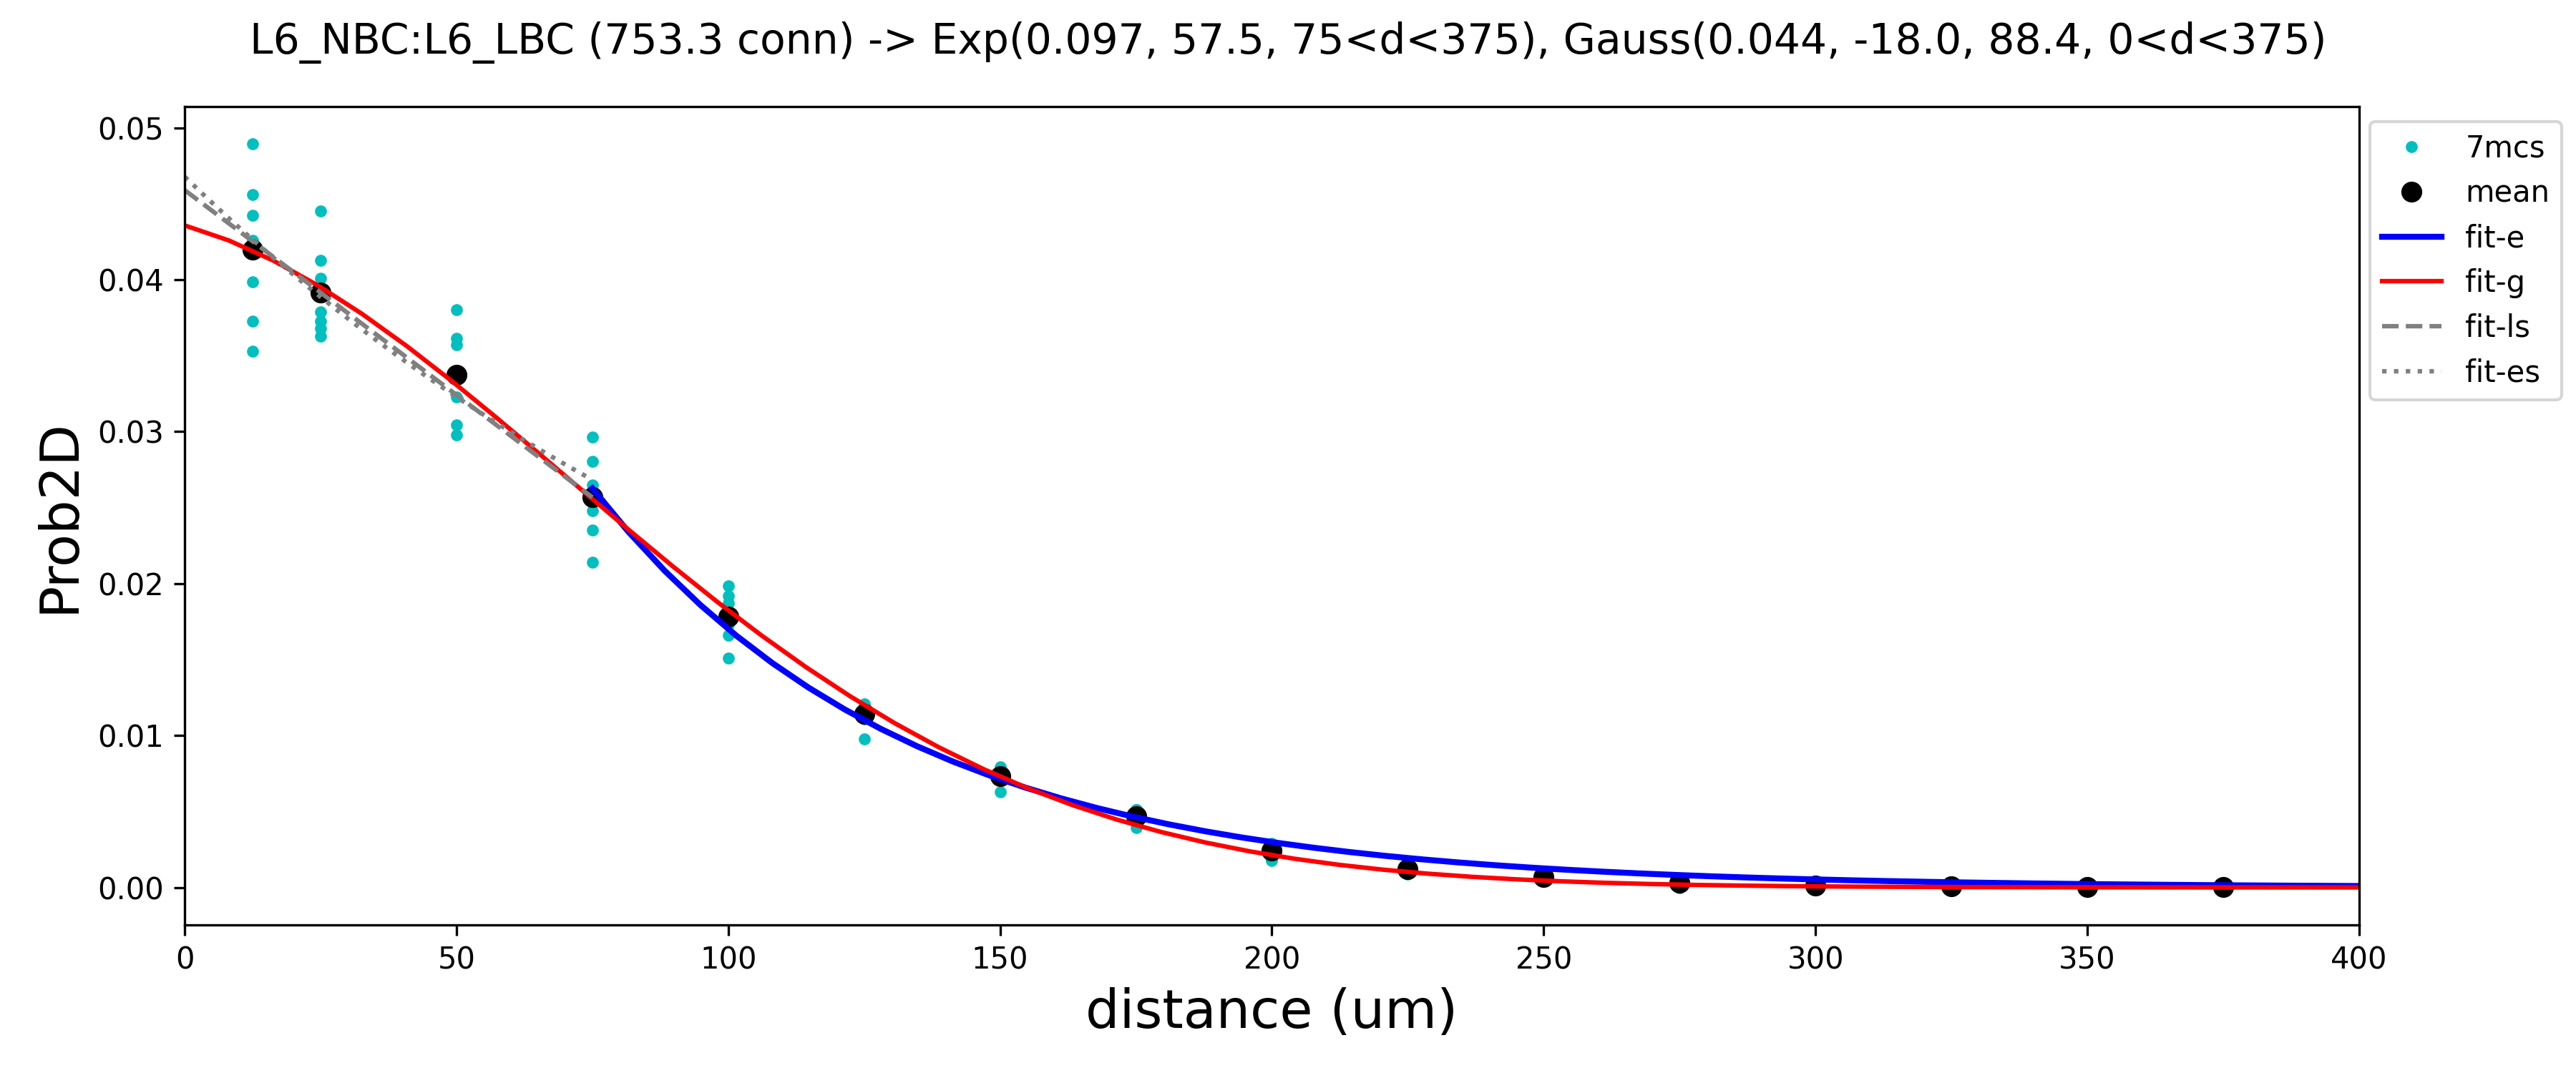 L6_NBC:L6_LBC (753.3 conn) -> Exp(0.097, 57.5, 75<d<375), Gauss(0.044, -18.0, 88.4, 0<d<375)
Prob2D
0.05
0.04
0.03
0.02
0.01
0.00
0 50 100 150 200 250 300 350 400
distance (um)
7mcs
mean
fit-e
fit-g
fit-ls
fit-es